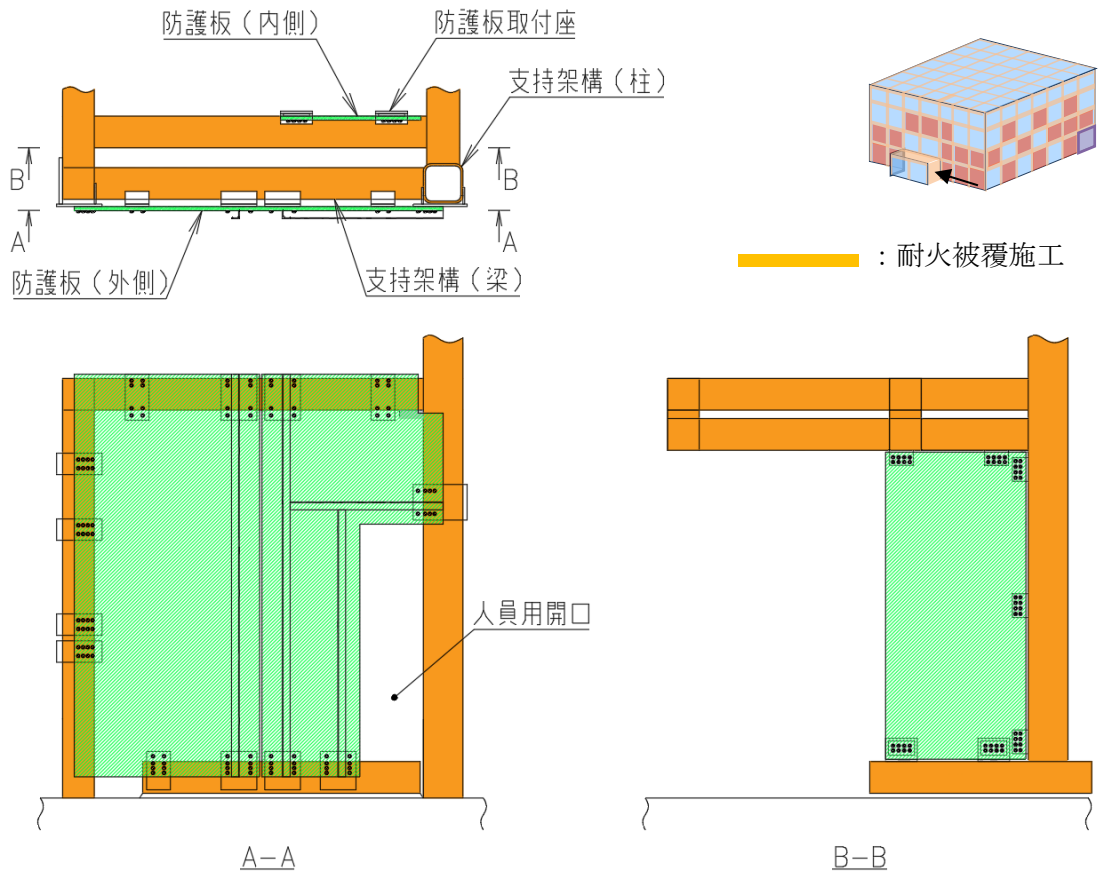 防護板（内側）
防護板取付座
支持架構（柱）
B
B
A
A
防護板（外側）
支持架構（梁）
：耐火被覆施工
人員用開口
A－A
B－B